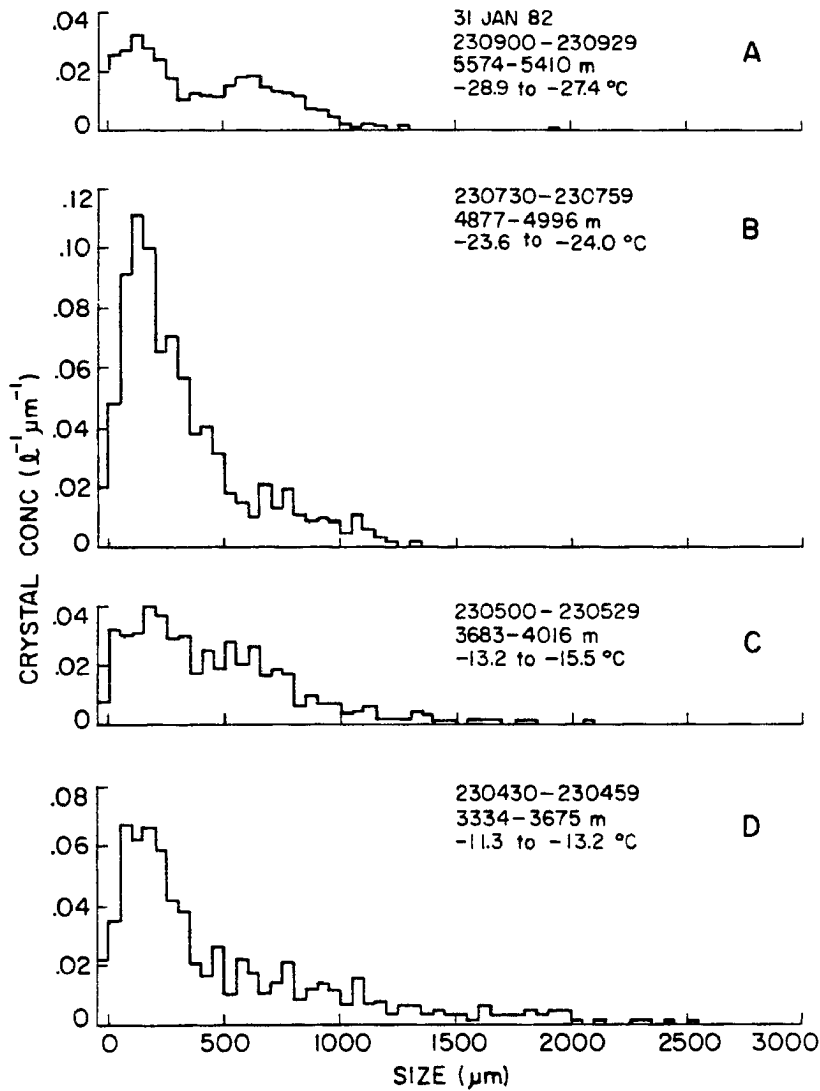 31 JAN 82
230900-230929
5574-5410 m
-28.9 to -27.4 °C
A
.04
.02
0
230730-230759
4877-4996 m
-23.6 to -24.0 °C
B
.12
.10
.08
.06
.04
.02
0
CRYSTAL CONC (ℓ⁻¹μm⁻¹)
230500-230529
3683-4016 m
-13.2 to -15.5 °C
C
.04
.02
0
230430-230459
3334-3675 m
-11.3 to -13.2 °C
D
.08
.06
.04
.02
0
0 500 1000 1500 2000 2500 3000
SIZE (μm)